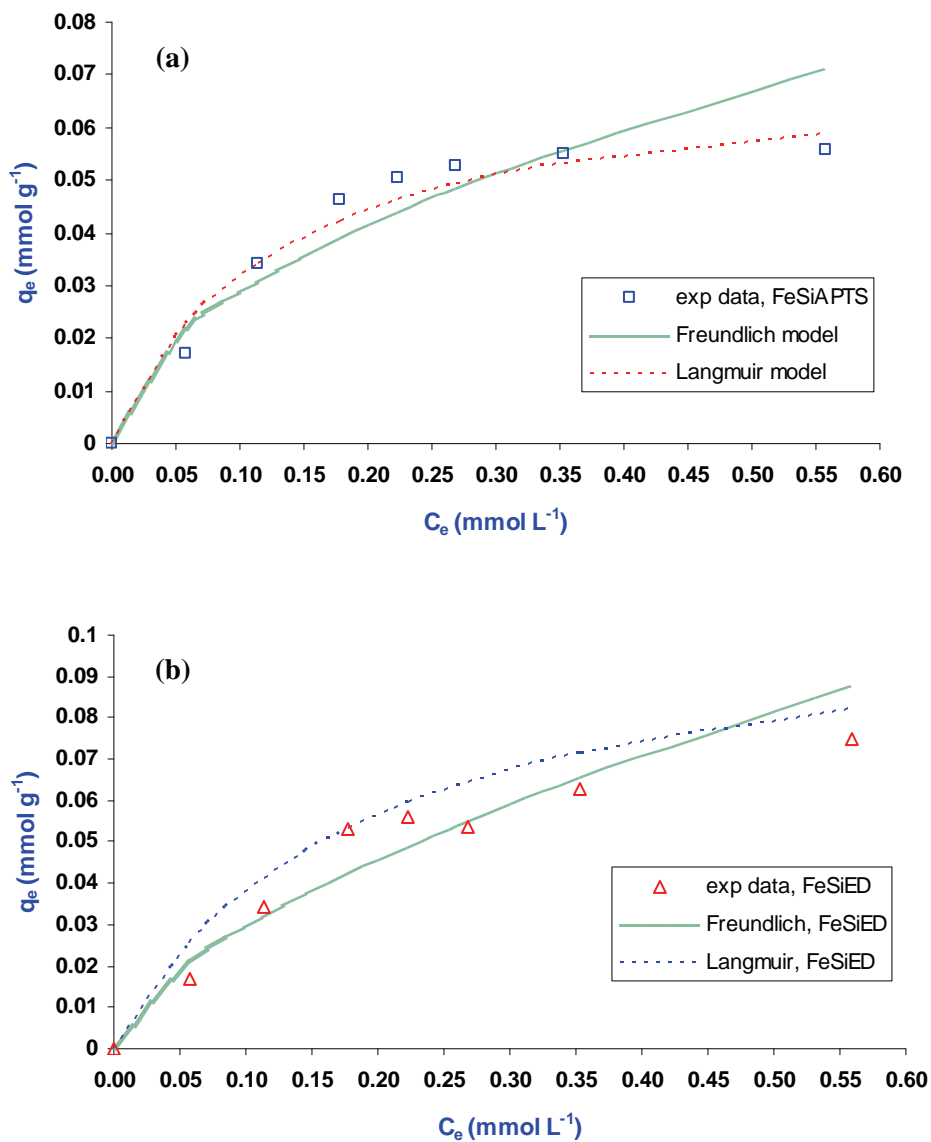 (a)
0.08
0.07
0.06
0.05
0.04
0.03
0.02
0.01
0
qe (mmol g-1)
exp data, FeSiAPTS
Freundlich model
Langmuir model
0.00 0.05 0.10 0.15 0.20 0.25 0.30 0.35 0.40 0.45 0.50 0.55 0.60
Ce (mmol L-1)
(b)
0.1
0.09
0.08
0.07
0.06
0.05
0.04
0.03
0.02
0.01
0
qe (mmol g-1)
exp data, FeSiED
Freundlich, FeSiED
Langmuir, FeSiED
0.00 0.05 0.10 0.15 0.20 0.25 0.30 0.35 0.40 0.45 0.50 0.55 0.60
Ce (mmol L-1)